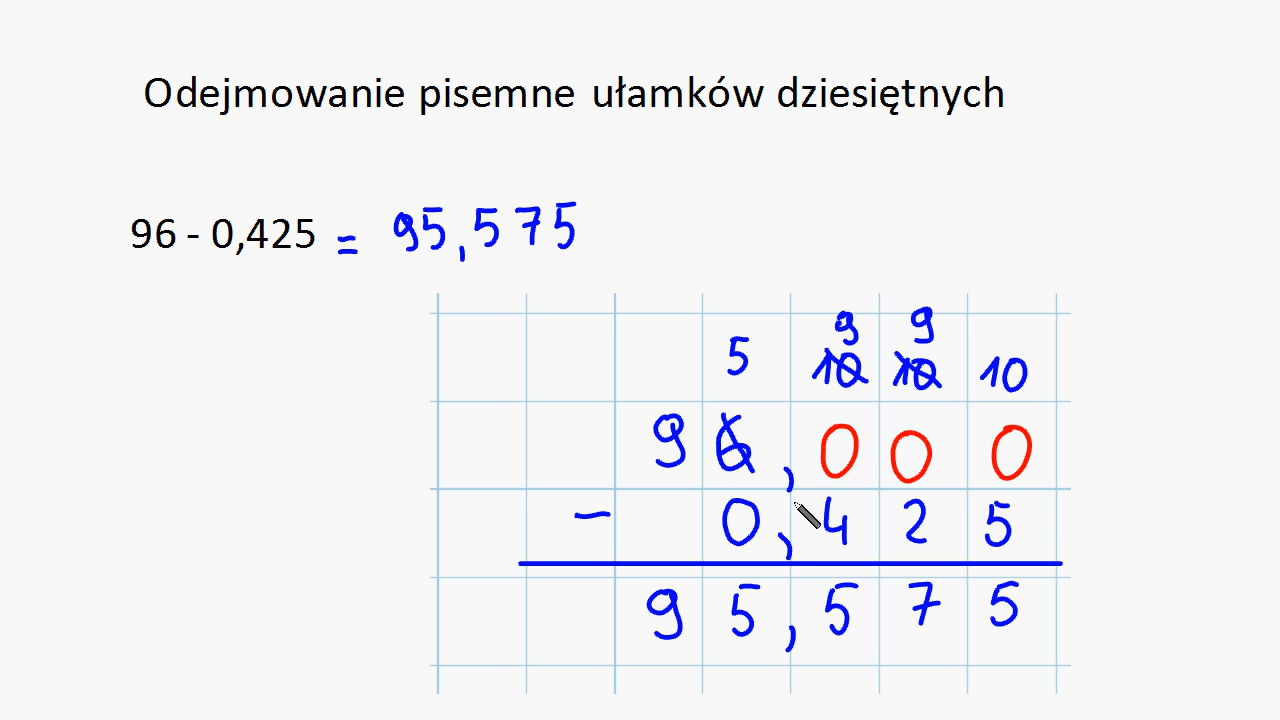 Odejmowanie pisemne ułamków dziesiętnych
96 - 0,425 = 95,575
9 9
5 10 10 10
96,000
- 0,425
95,575